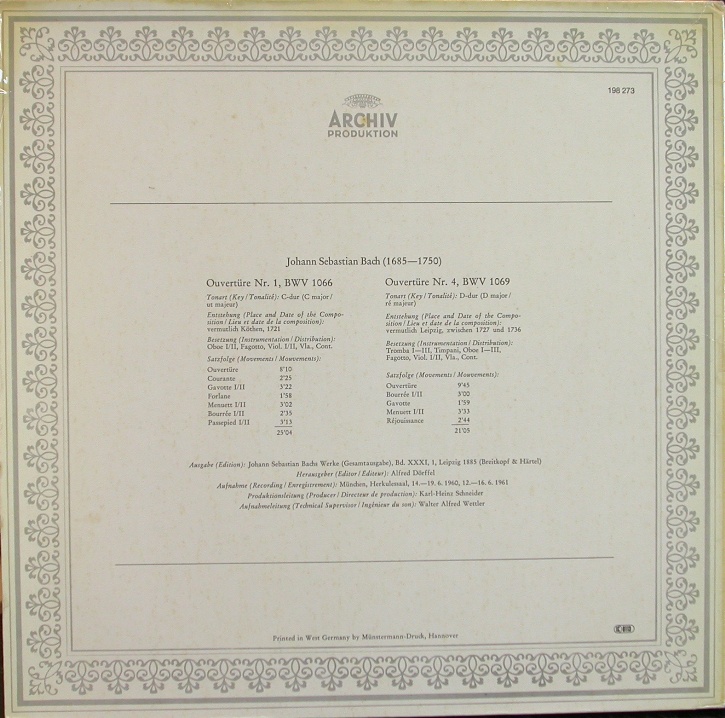 198 273
ARCHIV
PRODUKTION
Johann Sebastian Bach (1685—1750)
Ouvertüre Nr. 1, BWV 1066
Tonart (Key / Tonalité): C-dur (C major /
ut majeur)
Entstehung (Place and Date of the Compo-
sition / Lieu et date de la composition):
vermutlich Köthen, 1721
Besetzung (Instrumentation / Distribution):
Oboe I/II, Fagotto, Viol. I/II, Vla., Cont.
Satzfolge (Movements / Mouvements):
Ouvertüre 8'10
Courante 2'25
Gavotte I/II 3'22
Forlane 1'58
Menuett I/II 3'02
Bourrée I/II 2'35
Passepied I/II 3'13
25'04
Ouvertüre Nr. 4, BWV 1069
Tonart (Key / Tonalité): D-dur (D major /
ré majeur)
Entstehung (Place and Date of the Compo-
sition / Lieu et date de la composition):
vermutlich Leipzig, zwischen 1727 und 1736
Besetzung (Instrumentation / Distribution):
Tromba I—III, Timpani, Oboe I—III,
Fagotto, Viol. I/II, Vla., Cont.
Satzfolge (Movements / Mouvements):
Ouvertüre 9'45
Bourrée I/II 3'00
Gavotte 1'59
Menuett I/II 3'33
Réjouissance 2'44
21'05
Ausgabe (Edition): Johann Sebastian Bachs Werke (Gesamtausgabe), Bd. XXXI, 1, Leipzig 1885 (Breitkopf & Härtel)
Herausgeber (Editor / Editeur): Alfred Dörffel
Aufnahme (Recording / Enregistrement): München, Herkulessaal, 14.—19. 6. 1960, 12.—16. 6. 1961
Produktionsleitung (Producer / Directeur de production): Karl-Heinz Schneider
Aufnahmeleitung (Technical Supervisor / Ingénieur du son): Walter Alfred Wettler
Printed in West Germany by Münstermann-Druck, Hannover